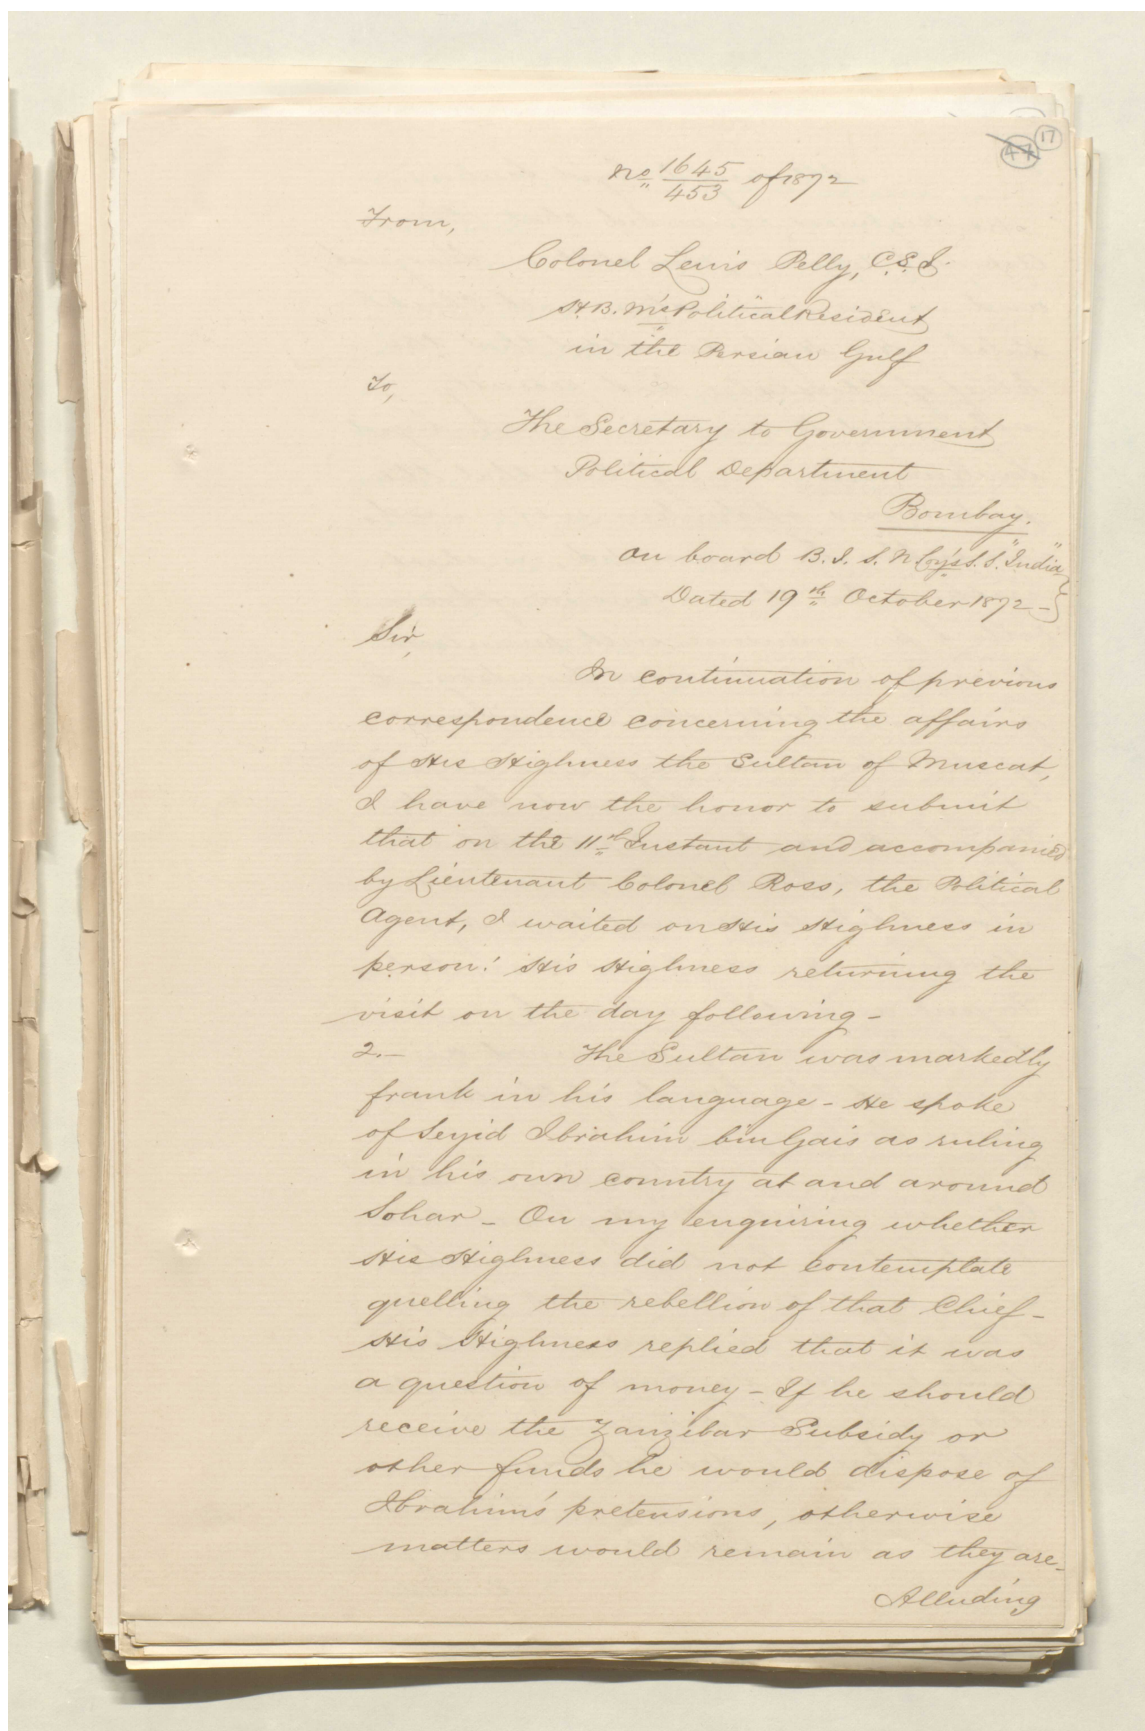 17
47
No 1645/453 of 1872
From,
Colonel Lewis Pelly, C.S.I.
H.B. M's Political Resident
in the Persian Gulf
To,
The Secretary to Government
Political Department
Bombay.
On board B.I.S.N Coy's S.S. "India"
Dated 19th October 1872 -
Sir,
In continuation of previous
correspondence concerning the affairs
of His Highness the Sultan of Muscat,
I have now the honor to submit
that on the 11th Instant and accompanied
by Lieutenant Colonel Ross, the Political
Agent, I waited on His Highness in
person: His Highness returning the
visit on the day following -
2. - The Sultan was markedly
frank in his language - He spoke
of Seyid Ibrahim bin Gais as ruling
in his own country at and around
Sohar - On my enquiring whether
His Highness did not contemplate
quelling the rebellion of that Chief -
His Highness replied that it was
a question of money - If he should
receive the Zanzibar Subsidy or
other funds he would dispose of
Ibrahim's pretensions, otherwise
matters would remain as they are -
Alluding